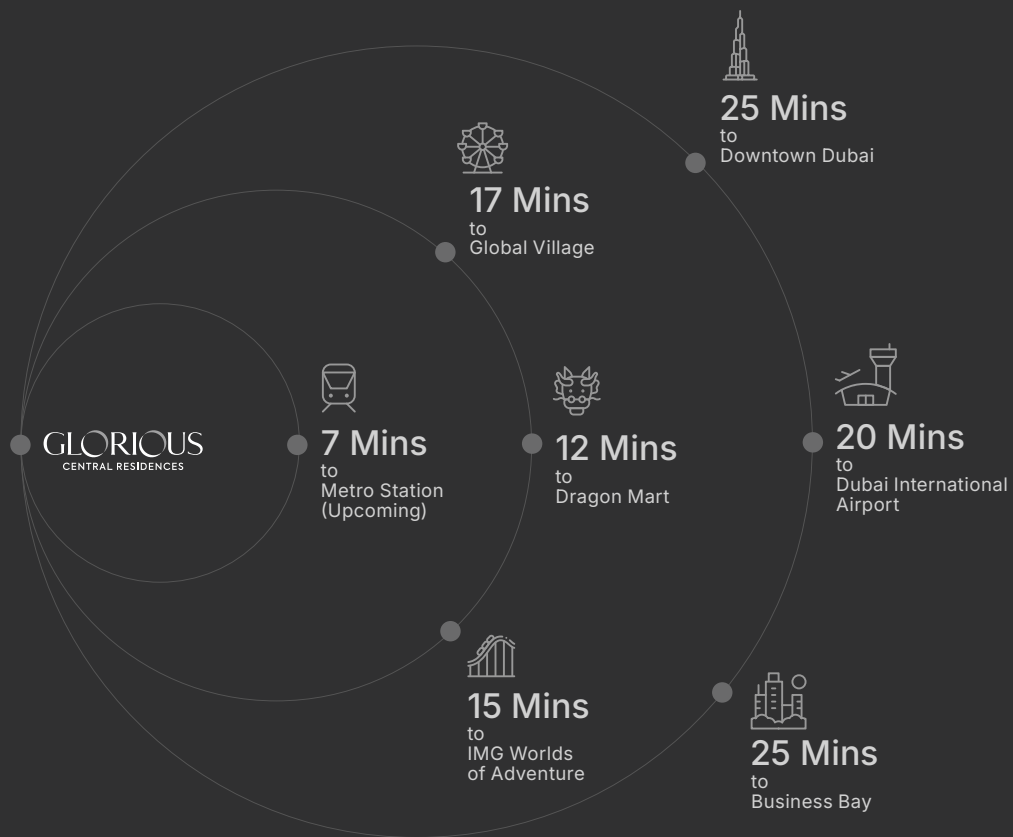 25 Mins
to
Downtown Dubai
17 Mins
to
Global Village
GLORIOUS
CENTRAL RESIDENCES
7 Mins
to
Metro Station
(Upcoming)
12 Mins
to
Dragon Mart
20 Mins
to
Dubai International
Airport
15 Mins
to
IMG Worlds
of Adventure
25 Mins
to
Business Bay